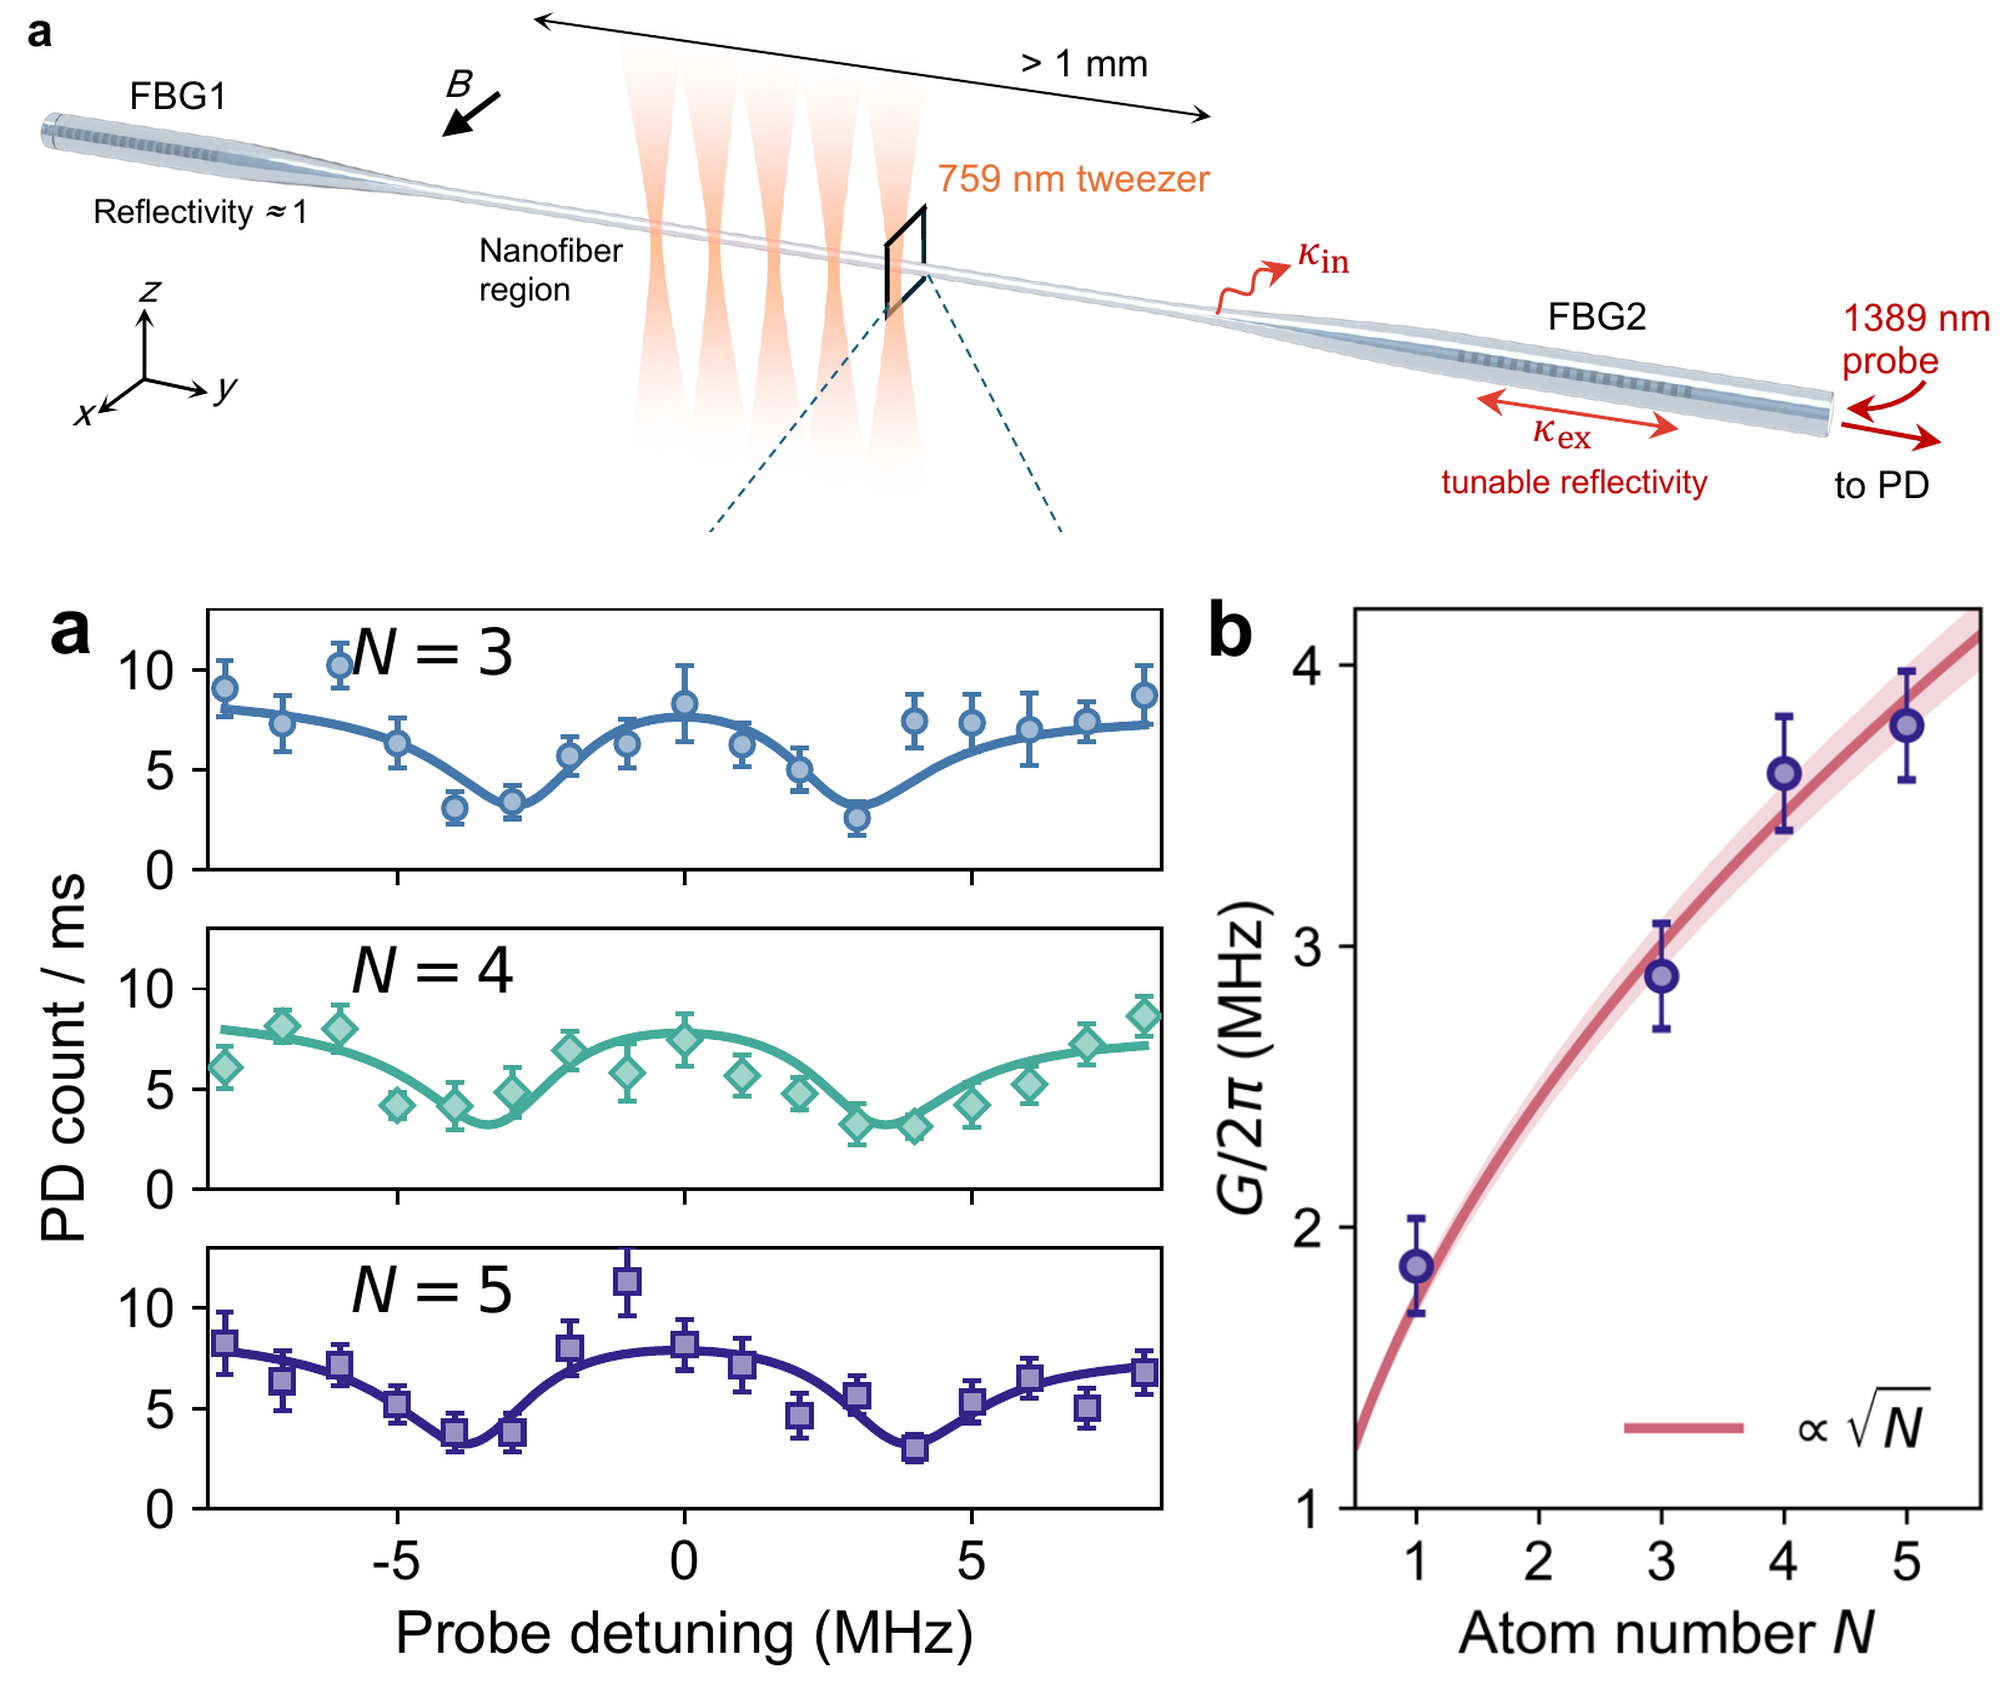 a
FBG1
B
> 1 mm
759 nm tweezer
Reflectivity ≈ 1
Nanofiber
region
κin
FBG2
1389 nm
probe
z
y
x
κex
tunable reflectivity
to PD
a
N = 3
10
5
0
N = 4
10
5
0
N = 5
10
5
0
-5 0 5
PD count / ms
Probe detuning (MHz)
b
4
3
2
1
G/2π (MHz)
∝ √N
1 2 3 4 5
Atom number N